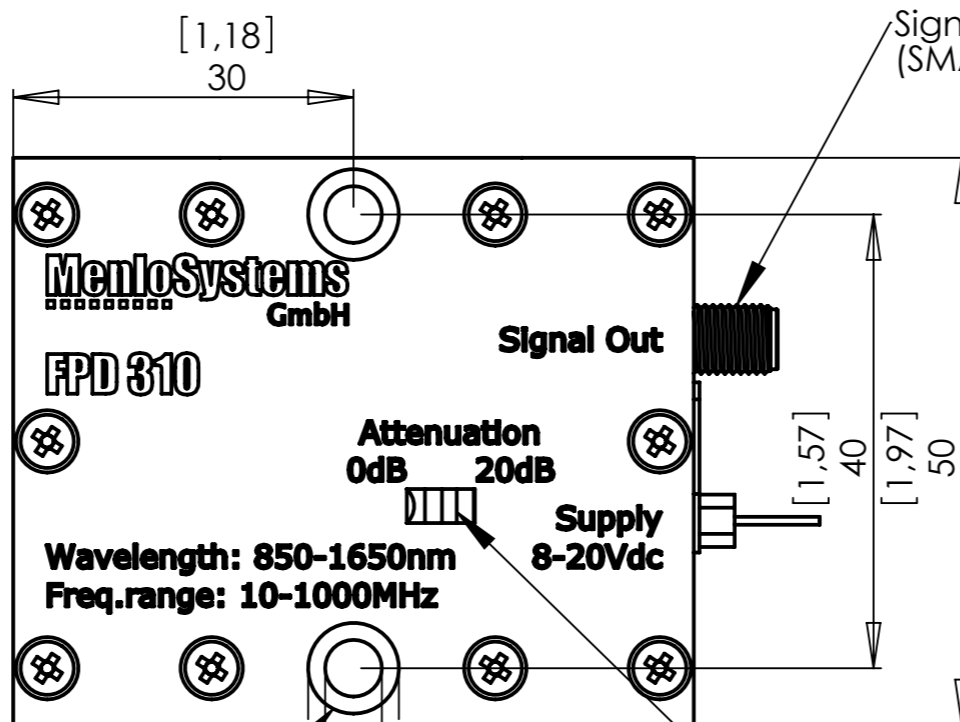 [1,18]
30
Sign
(SMA
MenloSystems
GmbH
Signal Out
FPD 310
Attenuation
0dB 20dB
[1,57]
40
[1,97]
50
Supply
8-20Vdc
Wavelength: 850-1650nm
Freq.range: 10-1000MHz